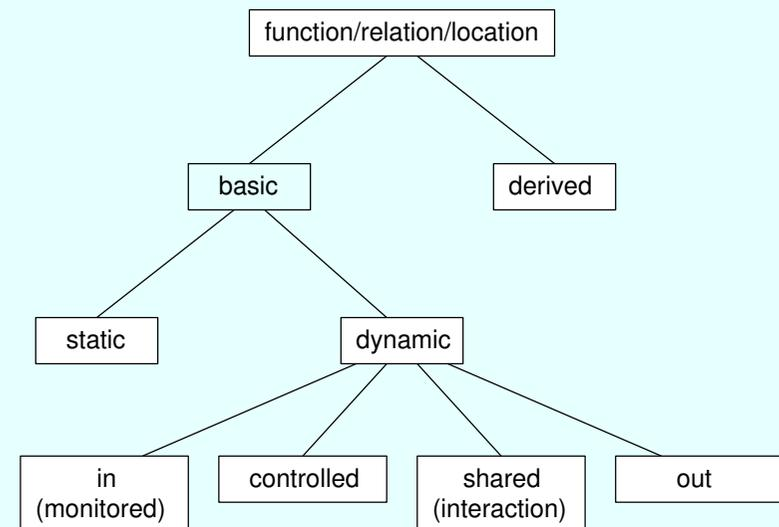 function/relation/location
basic
derived
static
dynamic
in
(monitored)
controlled
shared
(interaction)
out